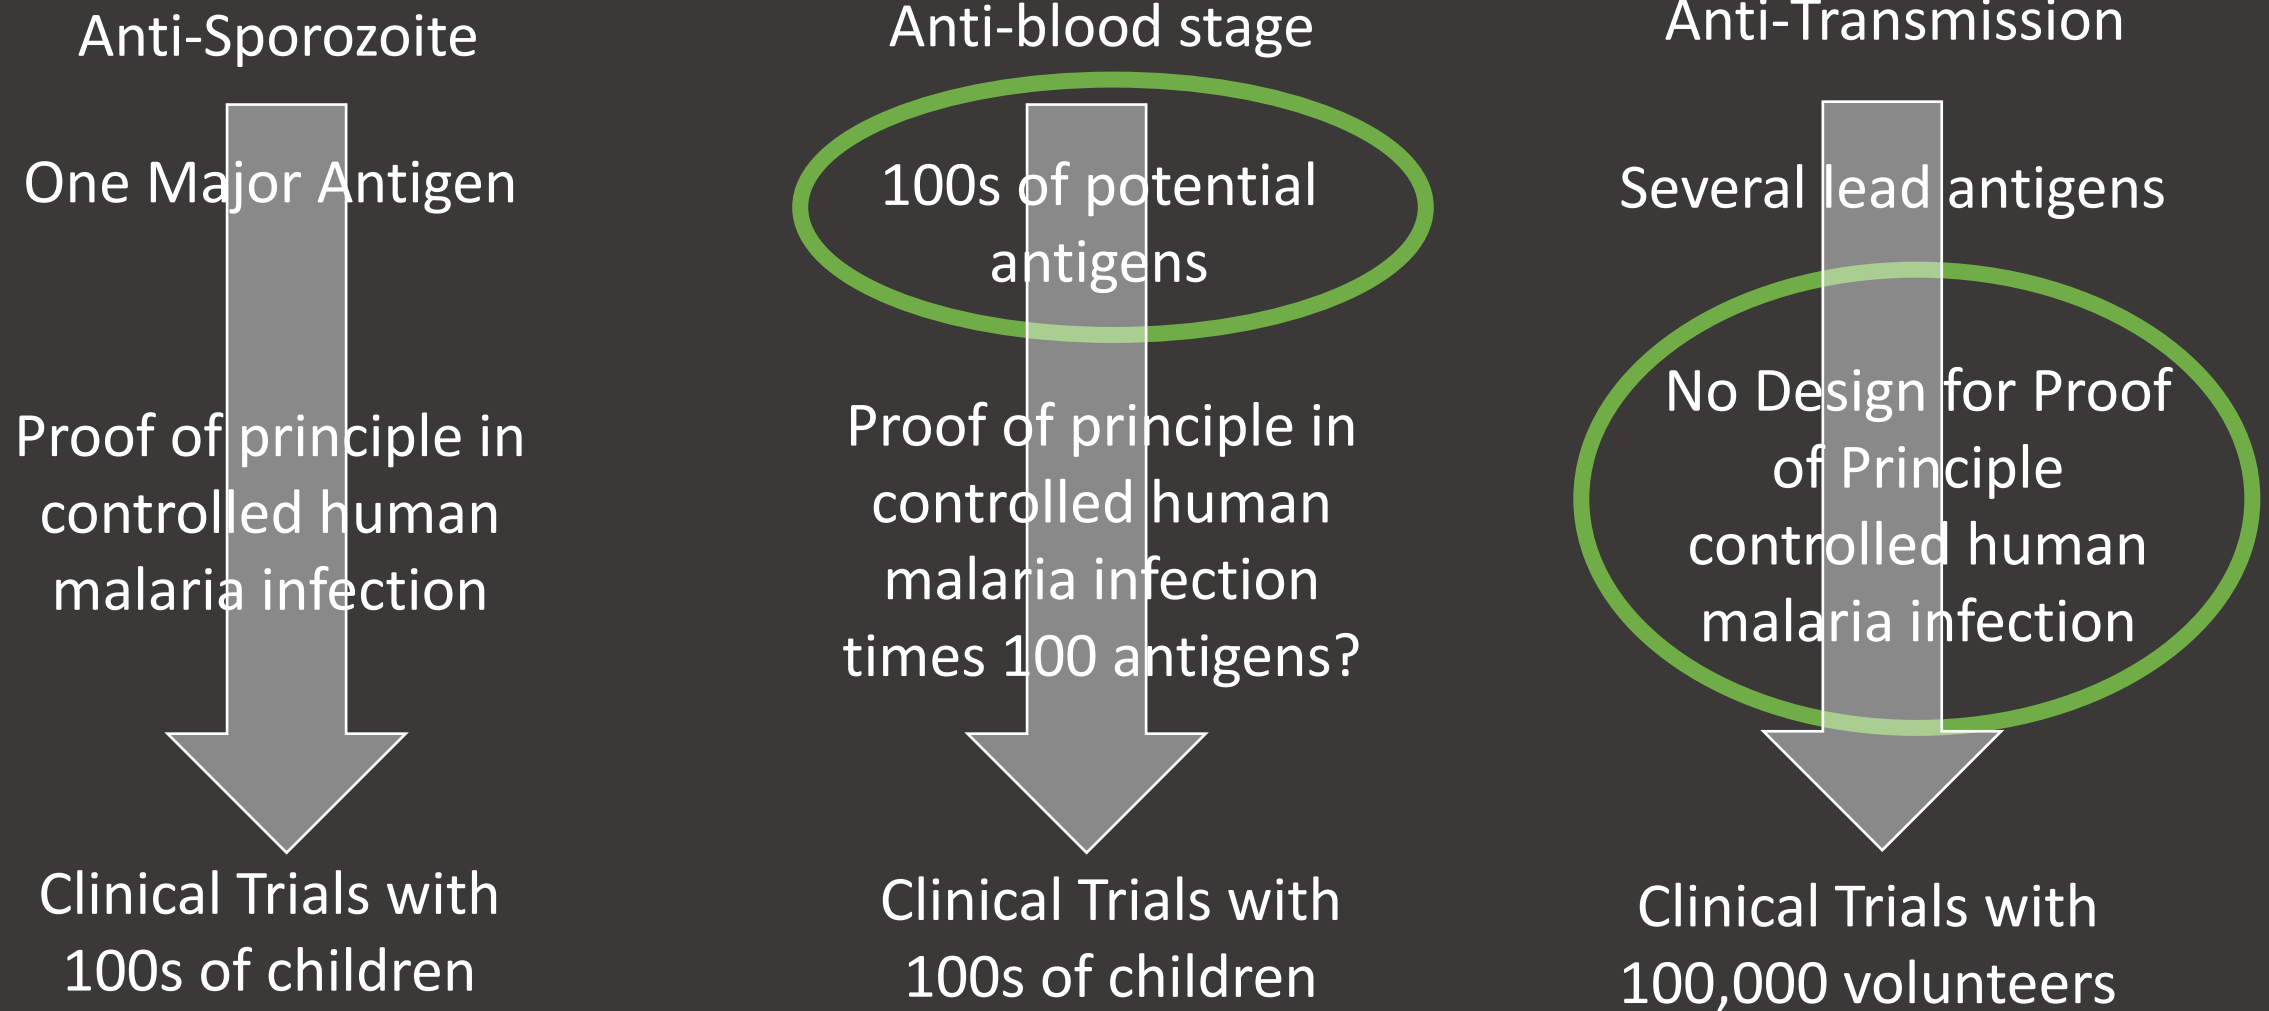 Anti-Sporozoite
One Major Antigen
Proof of principle in
controlled human
malaria infection
Clinical Trials with
100s of children
Anti-blood stage
100s of potential
antigens
Proof of principle in
controlled human
malaria infection
times 100 antigens?
Clinical Trials with
100s of children
Anti-Transmission
Several lead antigens
No Design for Proof
of Principle
controlled human
malaria infection
Clinical Trials with
100,000 volunteers